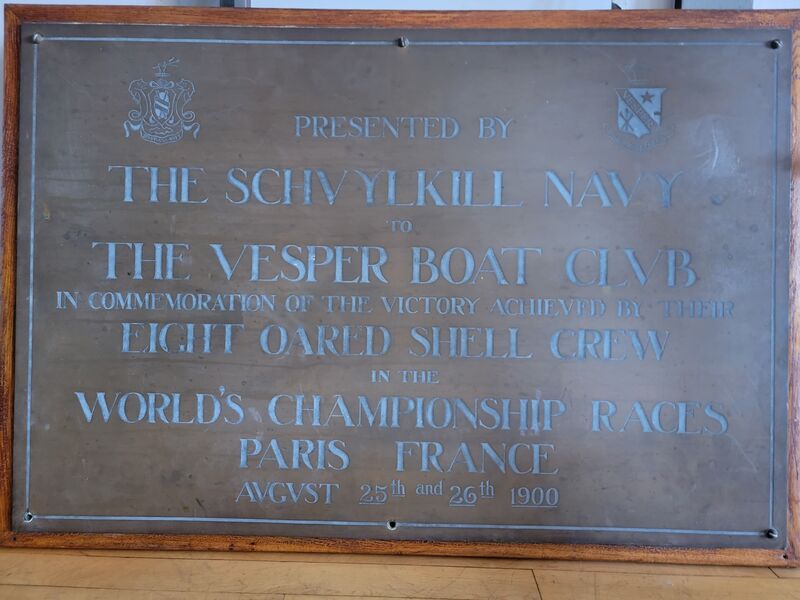 PRESENTED BY
THE SCHVYLKILL NAVY
TO
THE VESPER BOAT CLVB
IN COMMEMORATION OF THE VICTORY ACHIEVED BY THEIR
EIGHT OARED SHELL CREW
IN THE
WORLD'S CHAMPIONSHIP RACES
PARIS FRANCE
AVGVST 25th and 26th 1900